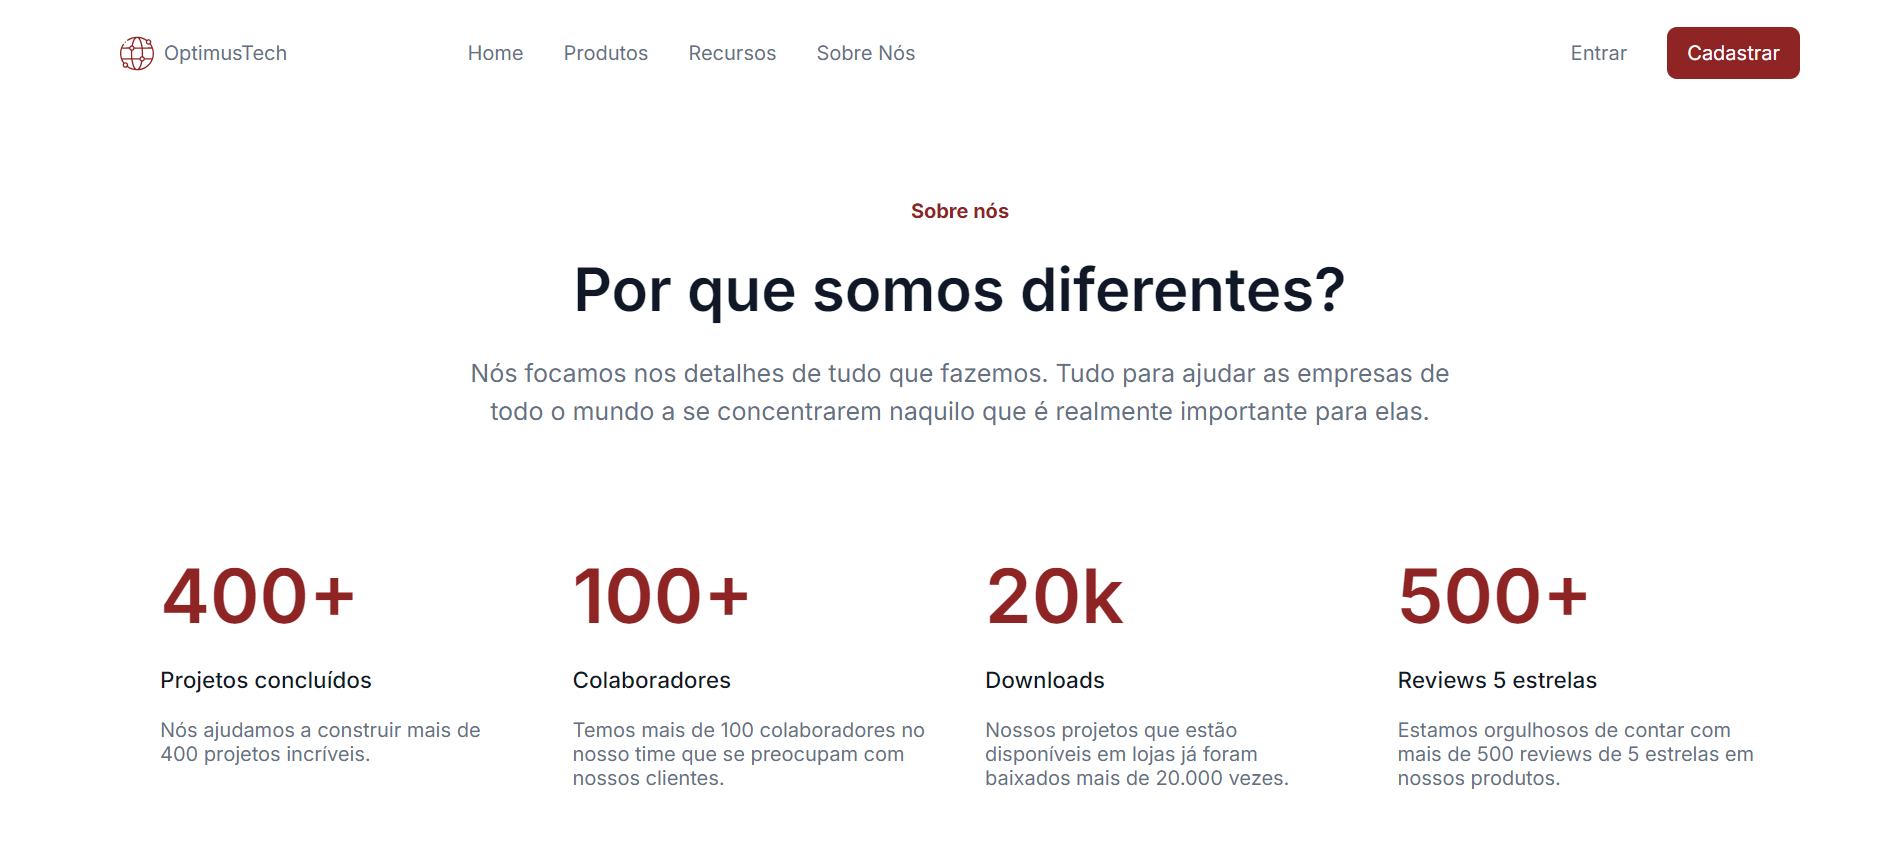 OptimusTech
Home
Produtos
Recursos
Sobre Nós
Entrar
Cadastrar
Sobre nós
Por que somos diferentes?
Nós focamos nos detalhes de tudo que fazemos. Tudo para ajudar as empresas de
todo o mundo a se concentrarem naquilo que é realmente importante para elas.
400+
Projetos concluídos
Nós ajudamos a construir mais de
400 projetos incríveis.
100+
Colaboradores
Temos mais de 100 colaboradores no
nosso time que se preocupam com
nossos clientes.
20k
Downloads
Nossos projetos que estão
disponíveis em lojas já foram
baixados mais de 20.000 vezes.
500+
Reviews 5 estrelas
Estamos orgulhosos de contar com
mais de 500 reviews de 5 estrelas em
nossos produtos.